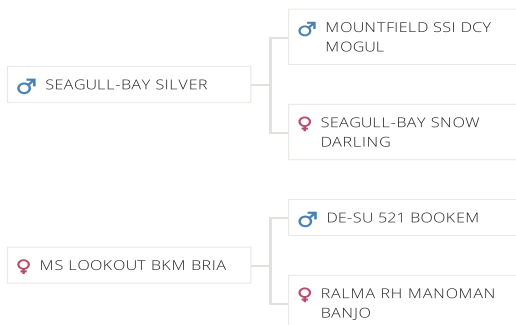 MOUNTFIELD SSI DCY
MOGUL
SEAGULL-BAY SILVER
SEAGULL-BAY SNOW
DARLING
DE-SU 521 BOOKEM
MS LOOKOUT BKM BRIA
RALMA RH MANOMAN
BANJO